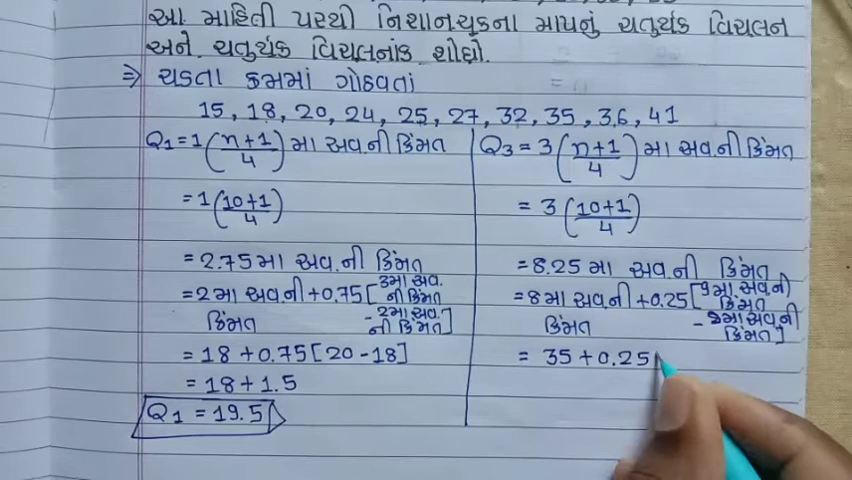 આ માહિતી પરથી નિશાનચૂકના માપનું ચતુર્થક વિચલન
અને ચતુર્થક વિચલનાંક શોધો.
⇒ ચડતા ક્રમમાં ગોઠવતાં
15, 18, 20, 24, 25, 27, 32, 35, 36, 41
Q1 = 1(n+1/4) મા અવ.ની કિંમત
= 1(10+1/4)
= 2.75 મા અવ.ની કિંમત
= 2 મા અવ.ની કિંમત + 0.75 [3મા અવ.ની કિંમત - 2મા અવ.ની કિંમત]
= 18 + 0.75 [20 - 18]
= 18 + 1.5
Q1 = 19.5
Q3 = 3(n+1/4) મા અવ.ની કિંમત
= 3(10+1/4)
= 8.25 મા અવ.ની કિંમત
= 8 મા અવ.ની કિંમત + 0.25 [9મા અવ.ની કિંમત - 8મા અવ.ની કિંમત]
= 35 + 0.25